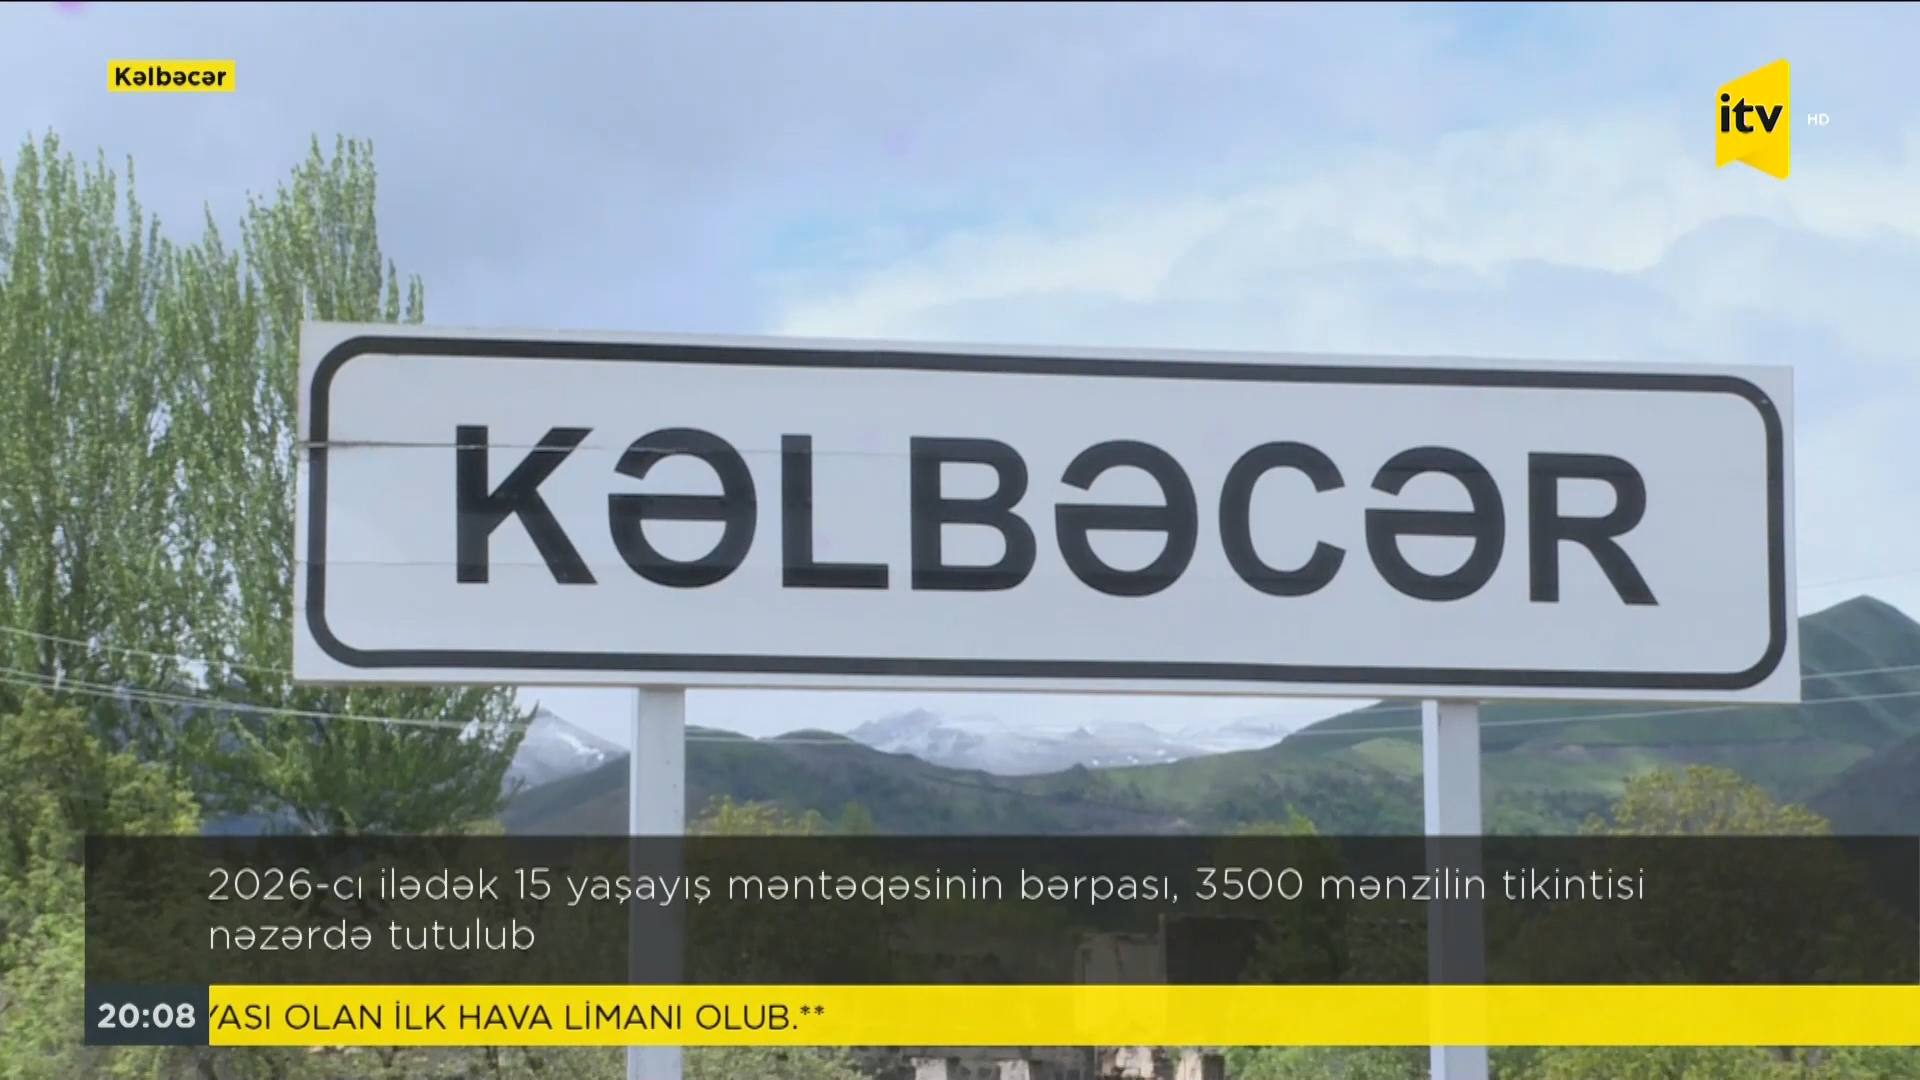 Kəlbəcər
itv
HD
KƏLBƏCƏR
2026-cı ilədək 15 yaşayış məntəqəsinin bərpası, 3500 mənzilin tikintisi
nəzərdə tutulub
20:08
OLAN İLK HAVA LİMANI OLUB.**